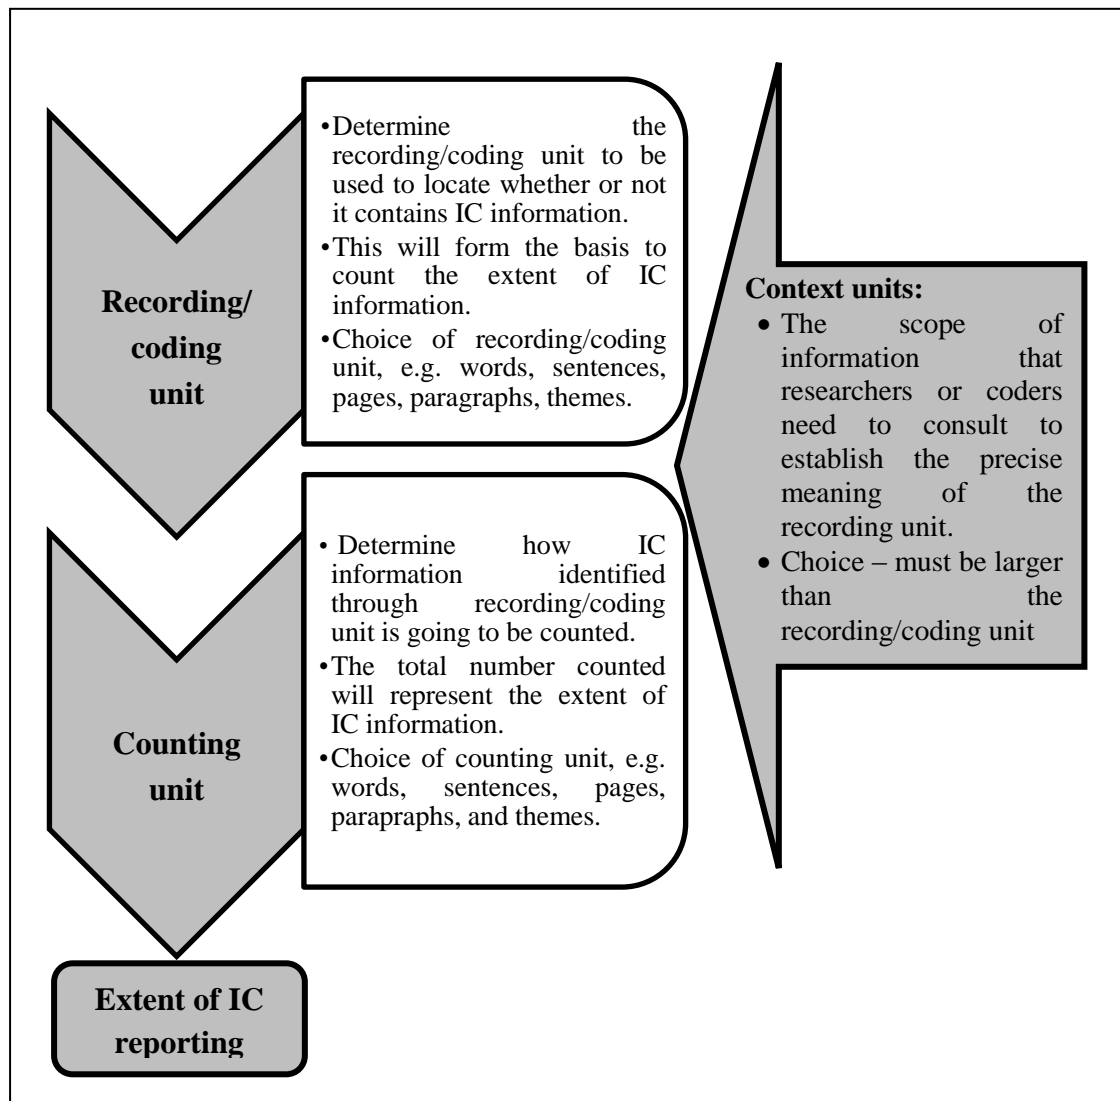 Recording/
coding
unit
•Determine the
recording/coding unit to be
used to locate whether or not
it contains IC information.
•This will form the basis to
count the extent of IC
information.
•Choice of recording/coding
unit, e.g. words, sentences,
pages, paragraphs, themes.
Counting
unit
• Determine how IC
information identified
through recording/coding
unit is going to be counted.
•The total number counted
will represent the extent of
IC information.
•Choice of counting unit, e.g.
words, sentences, pages,
parapraphs, and themes.
Context units:
• The scope of
information that
researchers or coders
need to consult to
establish the precise
meaning of the
recording unit.
• Choice – must be larger
than the
recording/coding unit
Extent of IC
reporting